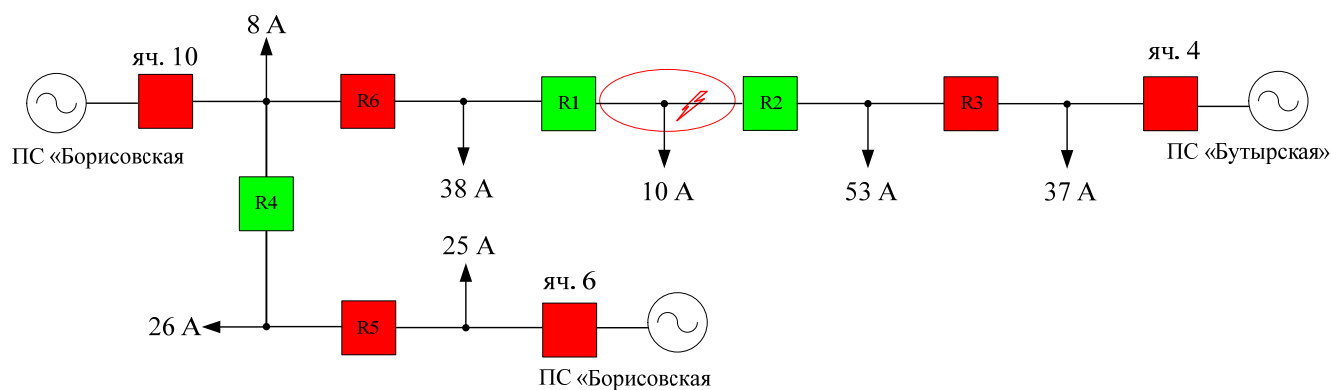 8 А
яч. 10
яч. 4
R6
R1
R2
R3
ПС «Борисовская
ПС «Бутырская»
38 А
10 А
53 А
37 А
R4
25 А
яч. 6
26 А
R5
ПС «Борисовская